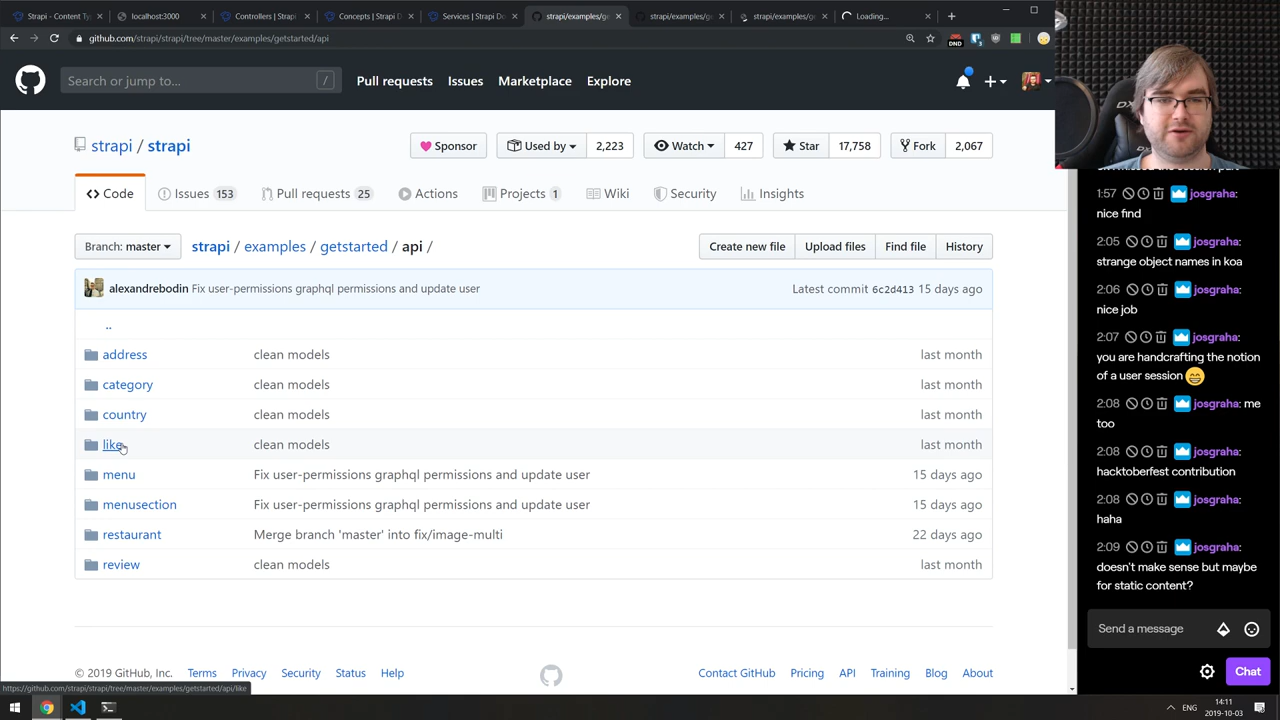 Strapi - Content Ty
localhost:3000
Controllers | Strapi
Concepts | Strapi D
Services | Strapi Do
strapi/examples/ge
strapi/examples/ge
strapi/examples/ge
Loading...
github.com/strapi/strapi/tree/master/examples/getstarted/api
DND
Search or jump to...
/
Pull requests
Issues
Marketplace
Explore
strapi / strapi
Sponsor
Used by
2,223
Watch
427
Star
17,758
Fork
2,067
Code
Issues 153
Pull requests 25
Actions
Projects 1
Wiki
Security
Insights
Branch: master
strapi / examples / getstarted / api /
Create new file
Upload files
Find file
History
alexandrebodin Fix user-permissions graphql permissions and update user
Latest commit 6c2d413 15 days ago
..
address clean models last month
category clean models last month
country clean models last month
like clean models last month
menu Fix user-permissions graphql permissions and update user 15 days ago
menusection Fix user-permissions graphql permissions and update user 15 days ago
restaurant Merge branch 'master' into fix/image-multi 22 days ago
review clean models last month
© 2019 GitHub, Inc.
Terms
Privacy
Security
Status
Help
Contact GitHub
Pricing
API
Training
Blog
About
https://github.com/strapi/strapi/tree/master/examples/getstarted/api/like
1:57 josgraha:
nice find
2:05 josgraha:
strange object names in koa
2:06 josgraha:
nice job
2:07 josgraha:
you are handcrafting the notion
of a user session
2:08 josgraha: me
too
2:08 josgraha:
hacktoberfest contribution
2:08 josgraha:
haha
2:09 josgraha:
doesn't make sense but maybe
for static content?
Send a message
Chat
ENG
14:11
2019-10-03